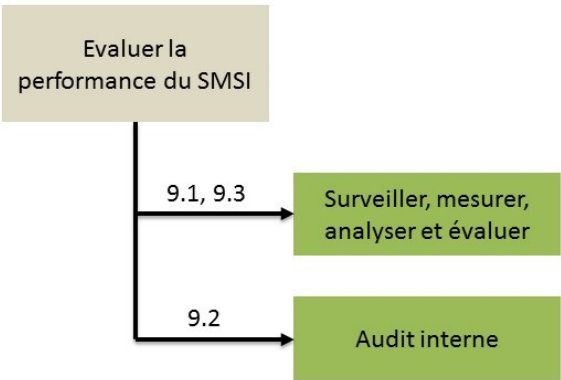 Evaluer la
performance du SMSI
9.1, 9.3
Surveiller, mesurer,
analyser et évaluer
9.2
Audit interne